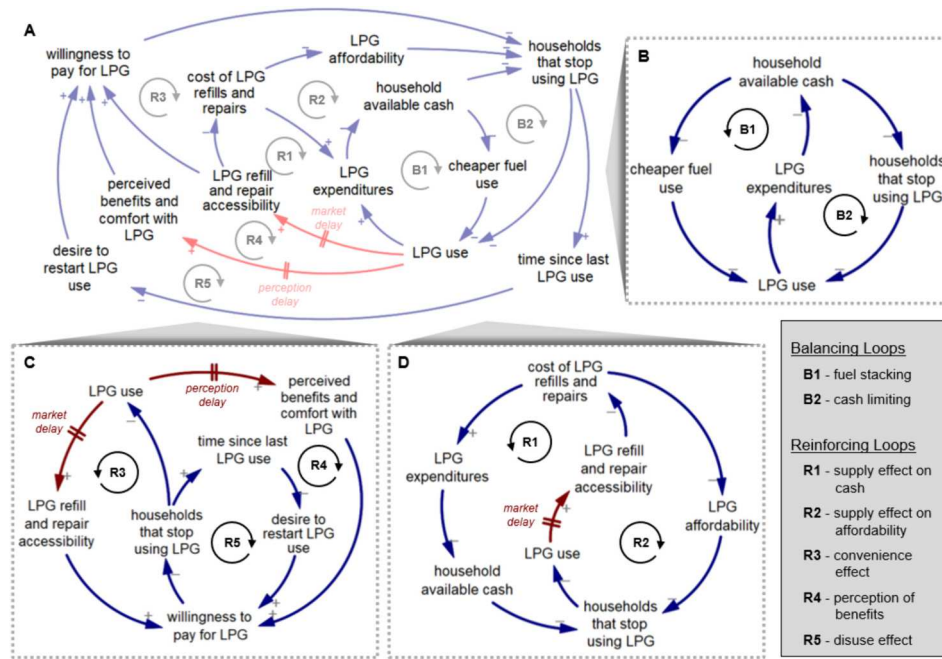 A
willingness to
pay for LPG
LPG
affordability
households
that stop
using LPG
cost of LPG
refills and
repairs
household
available cash
R3
R2
B2
R1
B1
cheaper fuel
use
LPG refill
and repair
accessibility
LPG
expenditures
perceived
benefits and
comfort with
LPG
market
delay
R4
desire to
restart LPG
use
LPG use
time since last
LPG use
R5
perception
delay
B
household
available cash
B1
cheaper fuel
use
LPG
expenditures
households
that stop
using LPG
B2
LPG use
C
LPG use
perception
delay
perceived
benefits and
comfort with
LPG
market
delay
time since last
LPG use
R3
R4
LPG refill
and repair
accessibility
households
that stop
using LPG
R5
desire to
restart LPG
use
willingness to
pay for LPG
D
cost of LPG
refills and
repairs
R1
LPG
expenditures
LPG refill
and repair
accessibility
market
delay
LPG
affordability
LPG use
R2
household
available cash
households
that stop
using LPG
Balancing Loops
B1 - fuel stacking
B2 - cash limiting
Reinforcing Loops
R1 - supply effect on
cash
R2 - supply effect on
affordability
R3 - convenience
effect
R4 - perception of
benefits
R5 - disuse effect